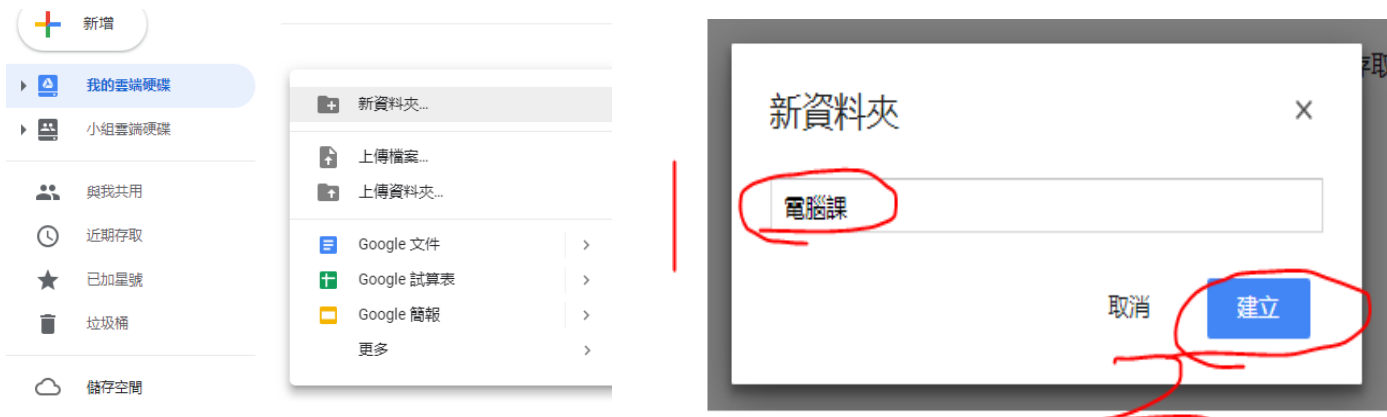 新增
我的雲端硬碟
小組雲端硬碟
與我共用
近期存取
已加星號
垃圾桶
儲存空間
新資料夾...
上傳檔案...
上傳資料夾...
Google 文件
Google 試算表
Google 簡報
更多
存取
新資料夾
電腦課
取消
建立